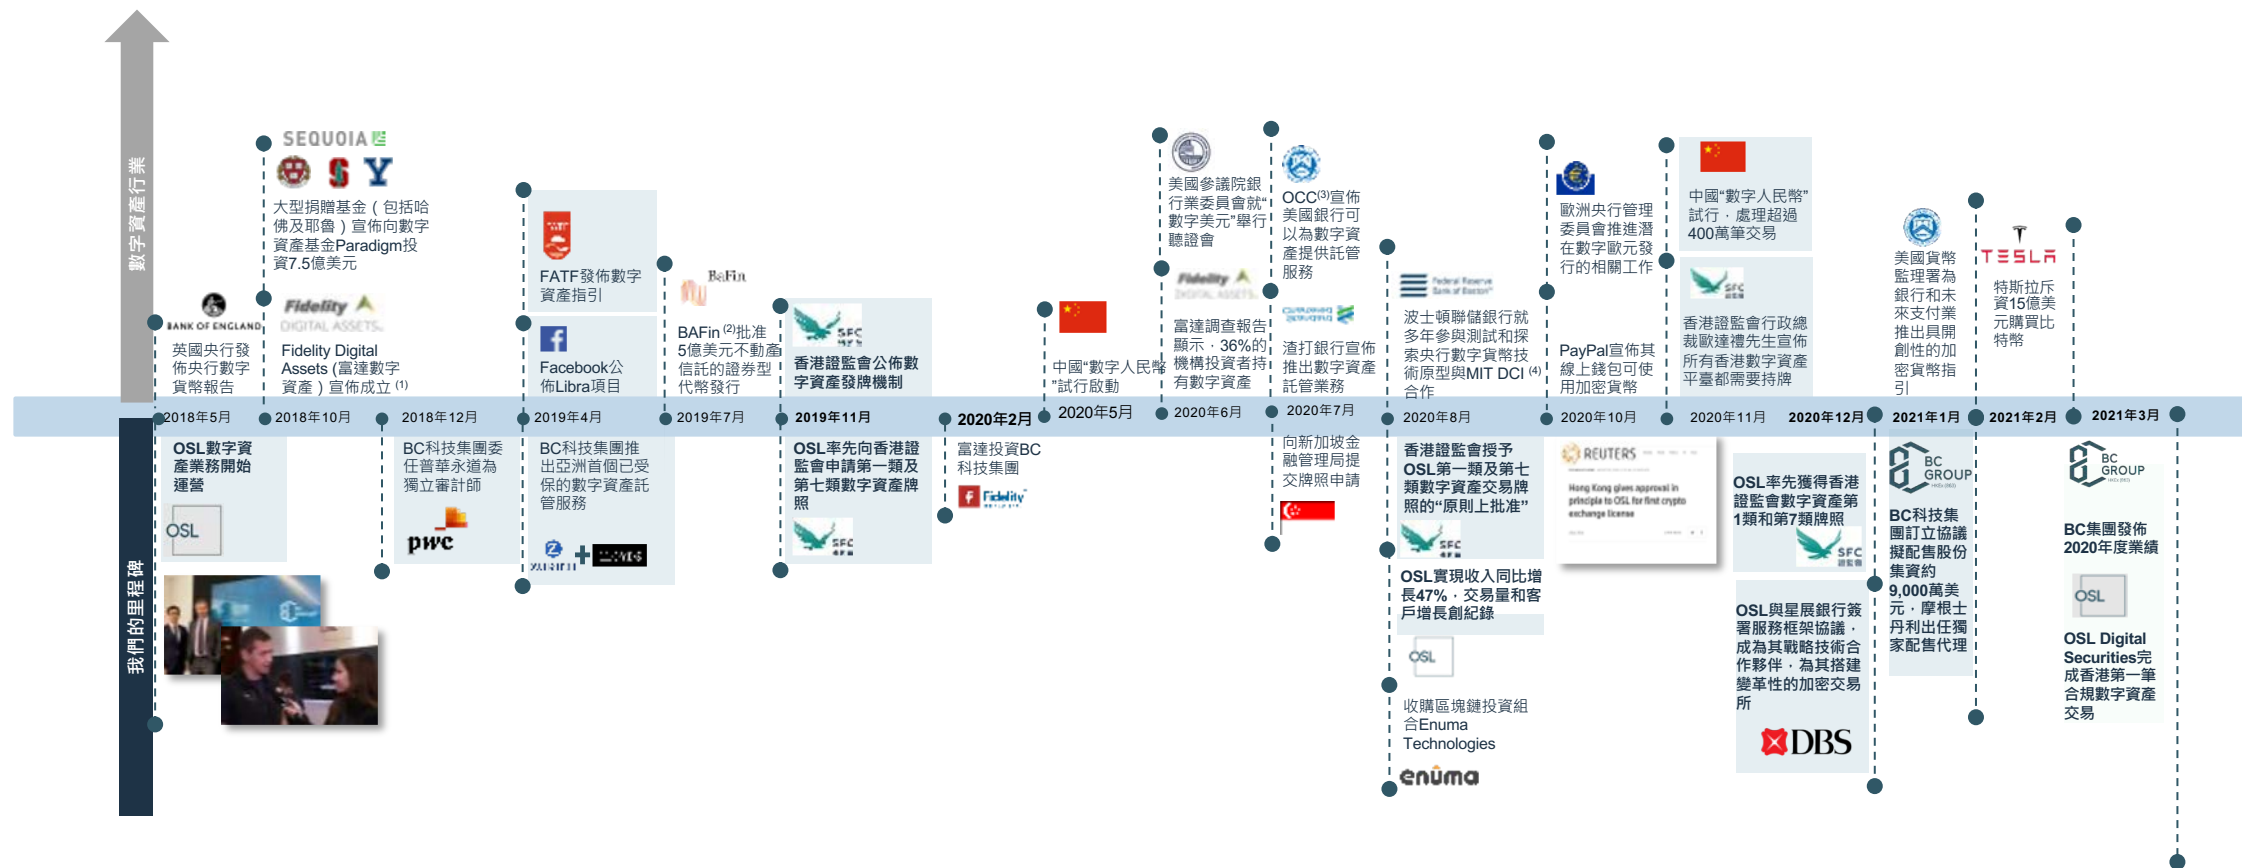 數字資產行業
SEQUOIA
大型捐贈基金（包括哈
佛及耶魯）宣佈向數字
資產基金Paradigm投
資7.5億美元
BANK OF ENGLAND
英國央行發
佈央行數字
貨幣報告
Fidelity
DIGITAL ASSETS
Fidelity Digital
Assets (富達數字
資產）宣佈成立 (1)
FATF發佈數字
資產指引
Facebook公
佈Libra項目
BaFin
BAFin (2)批准
5億美元不動產
信託的證券型
代幣發行
SFC
香港證監會公佈數
字資產發牌機制
中國“數字人民幣
”試行啟動
美國參議院銀
行業委員會就“
數字美元”舉行
聽證會
Fidelity
DIGITAL ASSETS
富達調查報告
顯示，36%的
機構投資者持
有數字資產
OCC(3)宣佈
美國銀行可
以為數字資
產提供託管
服務
渣打銀行宣佈
推出數字資產
託管業務
Federal Reserve
Bank of Boston
波士頓聯儲銀行就
多年參與測試和探
索央行數字貨幣技
術原型與MIT DCI (4)
合作
歐洲央行管理
委員會推進潛
在數字歐元發
行的相關工作
PayPal宣佈其
線上錢包可使
用加密貨幣
中國“數字人民幣”
試行，處理超過
400萬筆交易
SFC
香港證監會行政總
裁歐達禮先生宣佈
所有香港數字資產
平臺都需要持牌
美國貨幣
監理署為
銀行和未
來支付業
推出具開
創性的加
密貨幣指
引
TESLA
特斯拉斥
資15億美
元購買比
特幣
2018年5月
2018年10月
2018年12月
2019年4月
2019年7月
2019年11月
2020年2月
2020年5月
2020年6月
2020年7月
2020年8月
2020年10月
2020年11月
2020年12月
2021年1月
2021年2月
2021年3月
我們的里程碑
OSL數字資
產業務開始
運營
OSL
BC科技集團委
任普華永道為
獨立審計師
pwc
BC科技集團推
出亞洲首個已受
保的數字資產託
管服務
OSL率先向香港證
監會申請第一類及
第七類數字資產牌
照
SFC
富達投資BC
科技集團
Fidelity
向新加坡金
融管理局提
交牌照申請
香港證監會授予
OSL第一類及第七
類數字資產交易牌
照的“原則上批准”
SFC
OSL實現收入同比增
長47%，交易量和客
戶增長創紀錄
OSL
收購區塊鏈投資組
合Enuma
Technologies
enūma
REUTERS
Hong Kong gives approval in
principle to OSL for first crypto
exchange license
OSL率先獲得香港
證監會數字資產第
1類和第7類牌照
SFC
證監會
OSL與星展銀行簽
署服務框架協議，
成為其戰略技術合
作夥伴，為其搭建
變革性的加密交易
所
DBS
BC
GROUP
BC科技集
團訂立協議
擬配售股份
集資約
9,000萬美
元，摩根士
丹利出任獨
家配售代理
BC
GROUP
BC集團發佈
2020年度業績
OSL
OSL Digital
Securities完
成香港第一筆
合規數字資產
交易